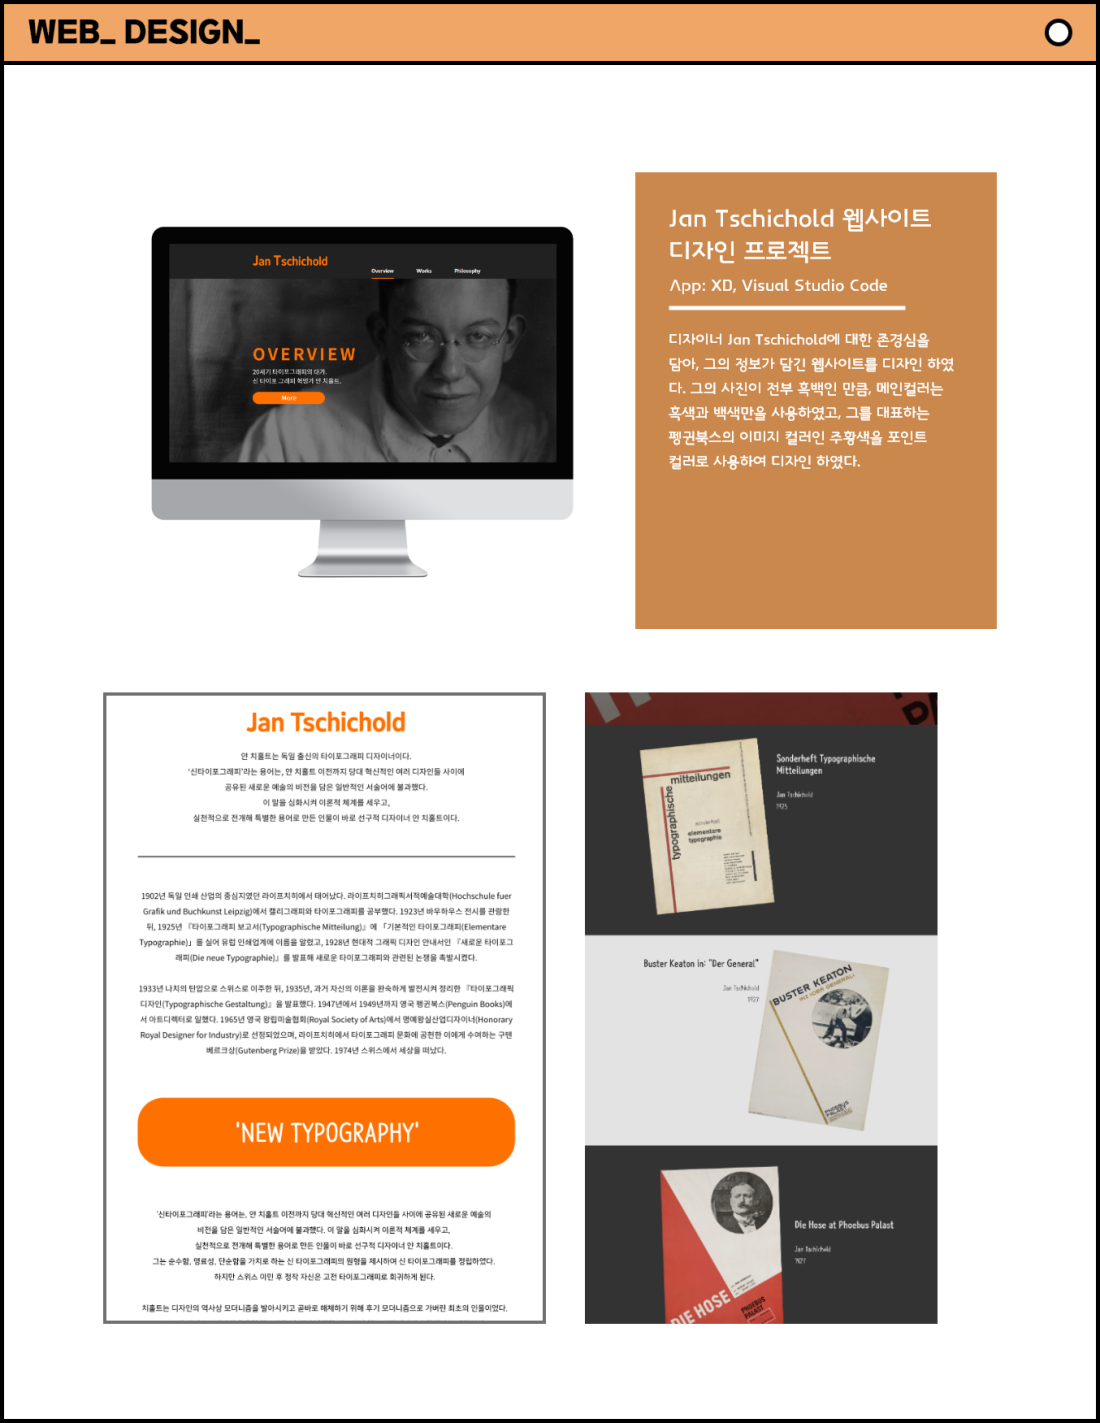 WEB_ DESIGN_
Jan Tschichold
Overview
Works
Philosophy
OVERVIEW
20세기 타이포그래피의 대가.
신 타이포 그래피 혁명가 얀 치홀드.
More
Jan Tschichold 웹사이트
디자인 프로젝트
App: XD, Visual Studio Code
디자이너 Jan Tschichold에 대한 존경심을
담아, 그의 정보가 담긴 웹사이트를 디자인 하였
다. 그의 사진이 전부 흑백인 만큼, 메인컬러는
흑색과 백색만을 사용하였고, 그를 대표하는
펭귄북스의 이미지 컬러인 주황색을 포인트
컬러로 사용하여 디자인 하였다.
Jan Tschichold
얀 치홀트는 독일 출신의 타이포그래피 디자이너이다.
'신타이포그래피'라는 용어는, 얀 치홀트 이전까지 당대 혁신적인 여러 디자인들 사이에
공유된 새로운 예술의 비전을 담은 일반적인 서술어에 불과했다.
이 말을 심화시켜 이론적 체계를 세우고,
실천적으로 전개해 특별한 용어로 만든 인물이 바로 선구적 디자이너 얀 치홀트이다.
1902년 독일 인쇄 산업의 중심지였던 라이프치히에서 태어났다. 라이프치히그래픽서적예술대학(Hochschule fuer
Grafik und Buchkunst Leipzig)에서 캘리그래피와 타이포그래피를 공부했다. 1923년 바우하우스 전시를 관람한
뒤, 1925년 『타이포그래피 보고서(Typographische Mitteilung)』에 「기본적인 타이포그래피(Elementare
Typographie)」를 실어 유럽 인쇄업계에 이름을 알렸고, 1928년 현대적 그래픽 디자인 안내서인 『새로운 타이포그
래피(Die neue Typographie)』를 발표해 새로운 타이포그래피와 관련된 논쟁을 촉발시켰다.
1933년 나치의 탄압으로 스위스로 이주한 뒤, 1935년, 과거 자신의 이론을 완숙하게 발전시켜 정리한 『타이포그래픽
디자인(Typographische Gestaltung)』을 발표했다. 1947년에서 1949년까지 영국 펭귄북스(Penguin Books)에
서 아트디렉터로 일했다. 1965년 영국 왕립미술협회(Royal Society of Arts)에서 명예왕실산업디자이너(Honorary
Royal Designer for Industry)로 선정되었으며, 라이프치히에서 타이포그래피 문화에 공헌한 이에게 수여하는 구텐
베르크상(Gutenberg Prize)을 받았다. 1974년 스위스에서 세상을 떠났다.
'NEW TYPOGRAPHY'
'신타이포그래피'라는 용어는, 얀 치홀트 이전까지 당대 혁신적인 여러 디자인들 사이에 공유된 새로운 예술의
비전을 담은 일반적인 서술어에 불과했다. 이 말을 심화시켜 이론적 체계를 세우고,
실천적으로 전개해 특별한 용어로 만든 인물이 바로 선구적 디자이너 얀 치홀트이다.
그는 순수함, 명료성, 단순함을 가치로 하는 신 타이포그래피의 원형을 제시하여 신 타이포그래피를 정립하였다.
하지만 스위스 이민 후 정작 자신은 고전 타이포그래피로 회귀하게 된다.
치홀트는 디자인의 역사상 모더니즘을 발아시키고 곧바로 해체하기 위해 후기 모더니즘으로 가버린 최초의 인물이었다.
typographische
mitteilungen
sonderheft
elementare
typographie
Sonderheft Typographische
Mitteilungen
Jan Tschichold
1925
Buster Keaton in: "Der General"
Jan Tschichold
1927
BUSTER KEATON
IN: "DER GENERAL"
PHOEBUS
PALAST
Die Hose at Phoebus Palast
Jan Tschichold
1927
DIE HOSE
PHOEBUS
PALAST